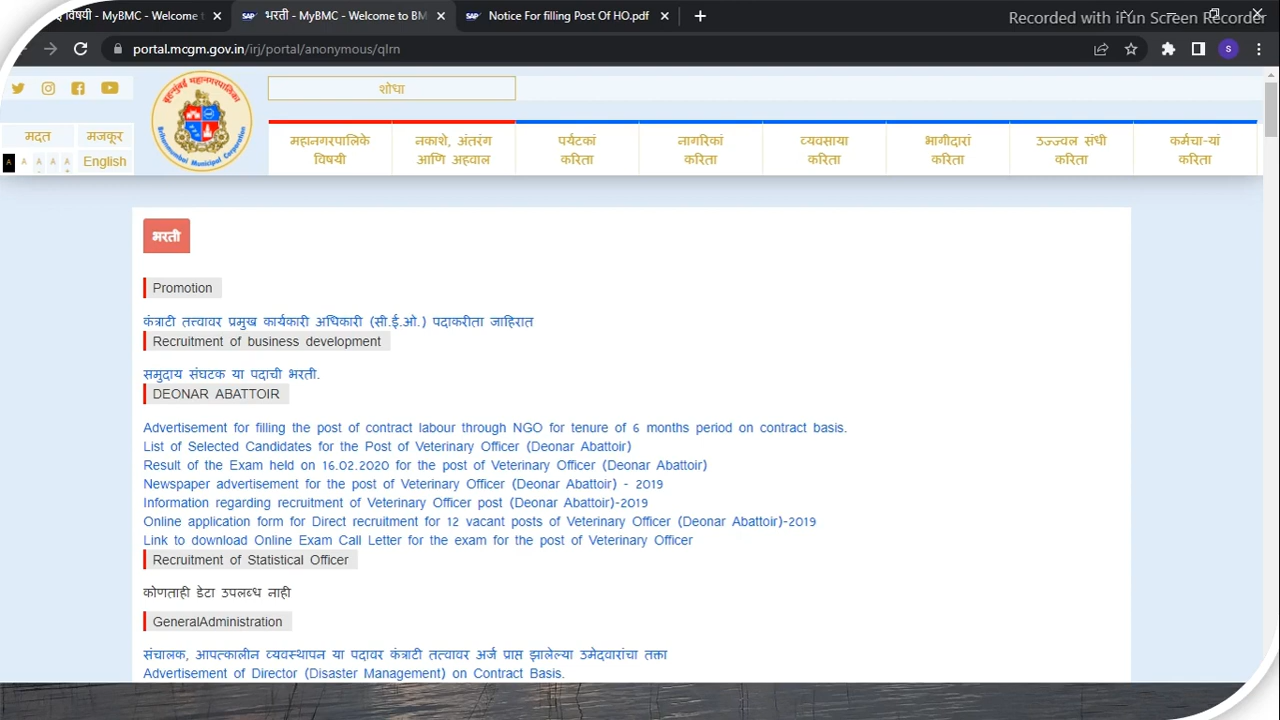 विषयी - MyBMC - Welcome t
भरती - MyBMC - Welcome to BM
Notice For filling Post Of HO.pdf
Recorded with iFun Screen Recorder
portal.mcgm.gov.in/irj/portal/anonymous/qlrn
S
शोधा
मदत
मजकूर
A A A A A
English
बृहन्मुंबई महानगरपालिका
Brihanmumbai Municipal Corporation
महानगरपालिके विषयी
नकाशे, अंतरंग आणि अहवाल
पर्यटकां करिता
नागरिकां करिता
व्यवसाया करिता
भागीदारां करिता
उज्ज्वल संधी करिता
कर्मचा-यां करिता
भरती
Promotion
कंत्राटी तत्त्वावर प्रमुख कार्यकारी अधिकारी (सी.ई.ओ.) पदाकरीता जाहिरात
Recruitment of business development
समुदाय संघटक या पदाची भरती.
DEONAR ABATTOIR
Advertisement for filling the post of contract labour through NGO for tenure of 6 months period on contract basis.
List of Selected Candidates for the Post of Veterinary Officer (Deonar Abattoir)
Result of the Exam held on 16.02.2020 for the post of Veterinary Officer (Deonar Abattoir)
Newspaper advertisement for the post of Veterinary Officer (Deonar Abattoir) - 2019
Information regarding recruitment of Veterinary Officer post (Deonar Abattoir)-2019
Online application form for Direct recruitment for 12 vacant posts of Veterinary Officer (Deonar Abattoir)-2019
Link to download Online Exam Call Letter for the exam for the post of Veterinary Officer
Recruitment of Statistical Officer
कोणताही डेटा उपलब्ध नाही
GeneralAdministration
संचालक, आपत्कालीन व्यवस्थापन या पदावर कंत्राटी तत्वावर अर्ज प्राप्त झालेल्या उमेदवारांचा तक्ता
Advertisement of Director (Disaster Management) on Contract Basis.